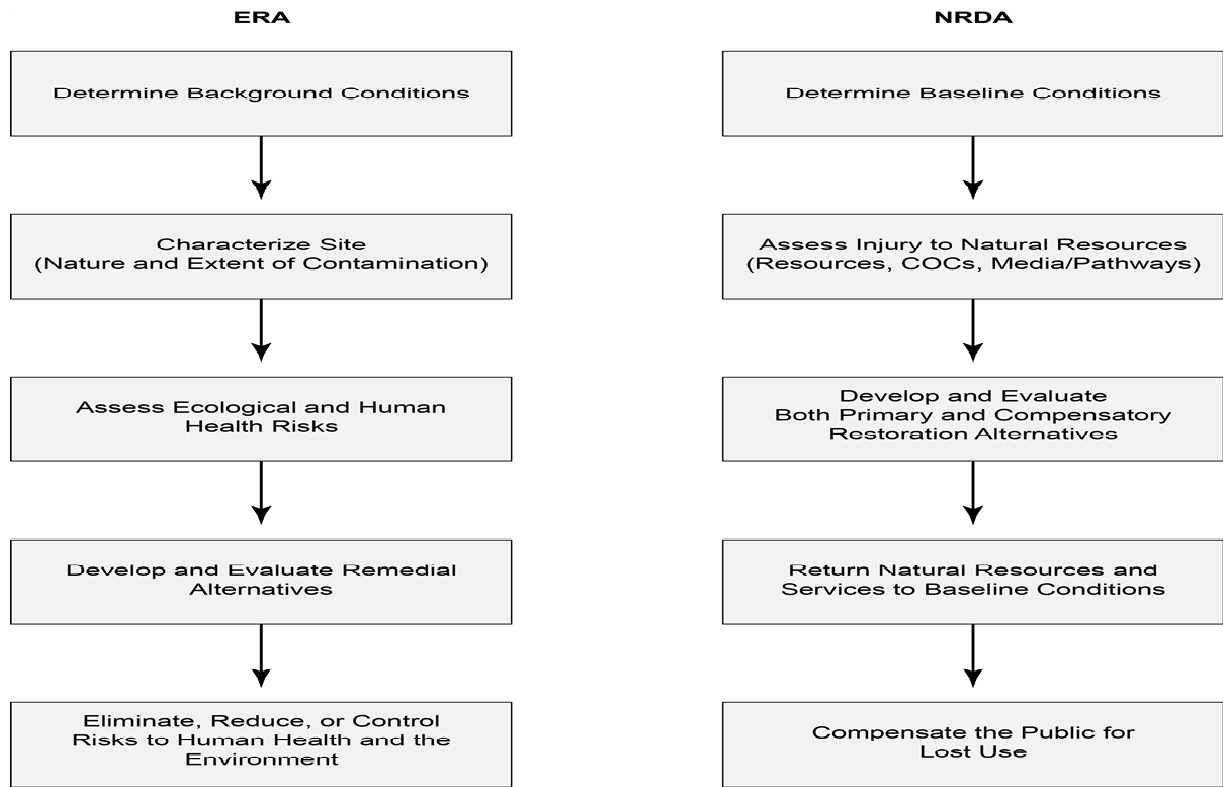 ERA
Determine Background Conditions
Characterize Site
(Nature and Extent of Contamination)
Assess Ecological and Human
Health Risks
Develop and Evaluate Remedial
Alternatives
Eliminate, Reduce, or Control
Risks to Human Health and the
Environment
NRDA
Determine Baseline Conditions
Assess Injury to Natural Resources
(Resources, COCs, Media/Pathways)
Develop and Evaluate
Both Primary and Compensatory
Restoration Alternatives
Return Natural Resources and
Services to Baseline Conditions
Compensate the Public for
Lost Use